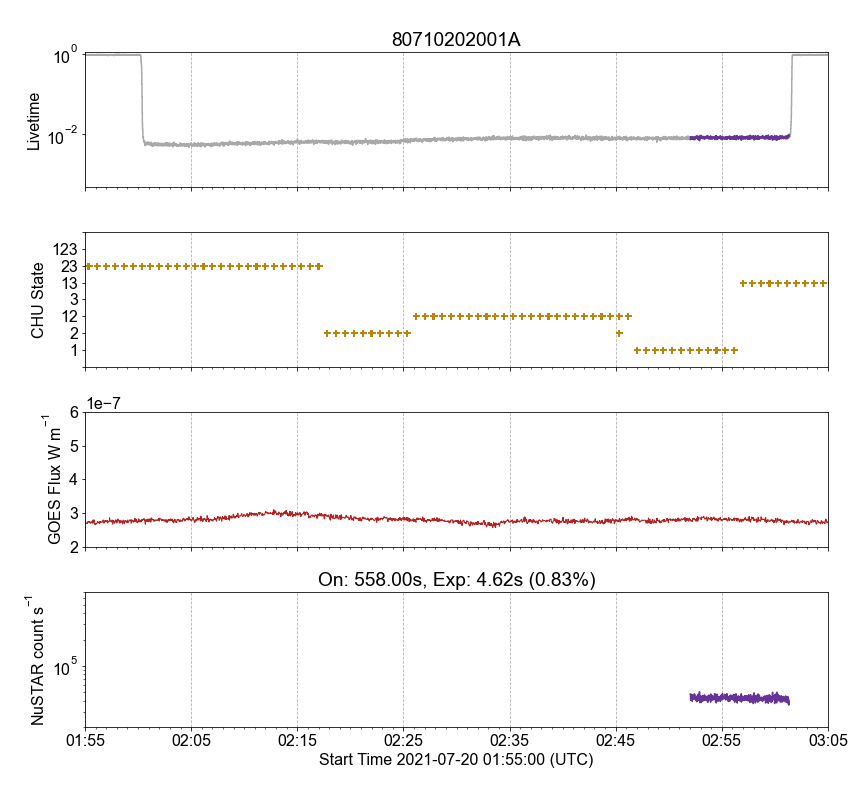 80710202001A
Livetime
10^0
10^−2
CHU State
123
23
13
3
12
2
1
1e−7
GOES Flux W m^−1
6
5
4
3
2
On: 558.00s, Exp: 4.62s (0.83%)
NuSTAR count s^−1
10^5
01:55 02:05 02:15 02:25 02:35 02:45 02:55 03:05
Start Time 2021-07-20 01:55:00 (UTC)